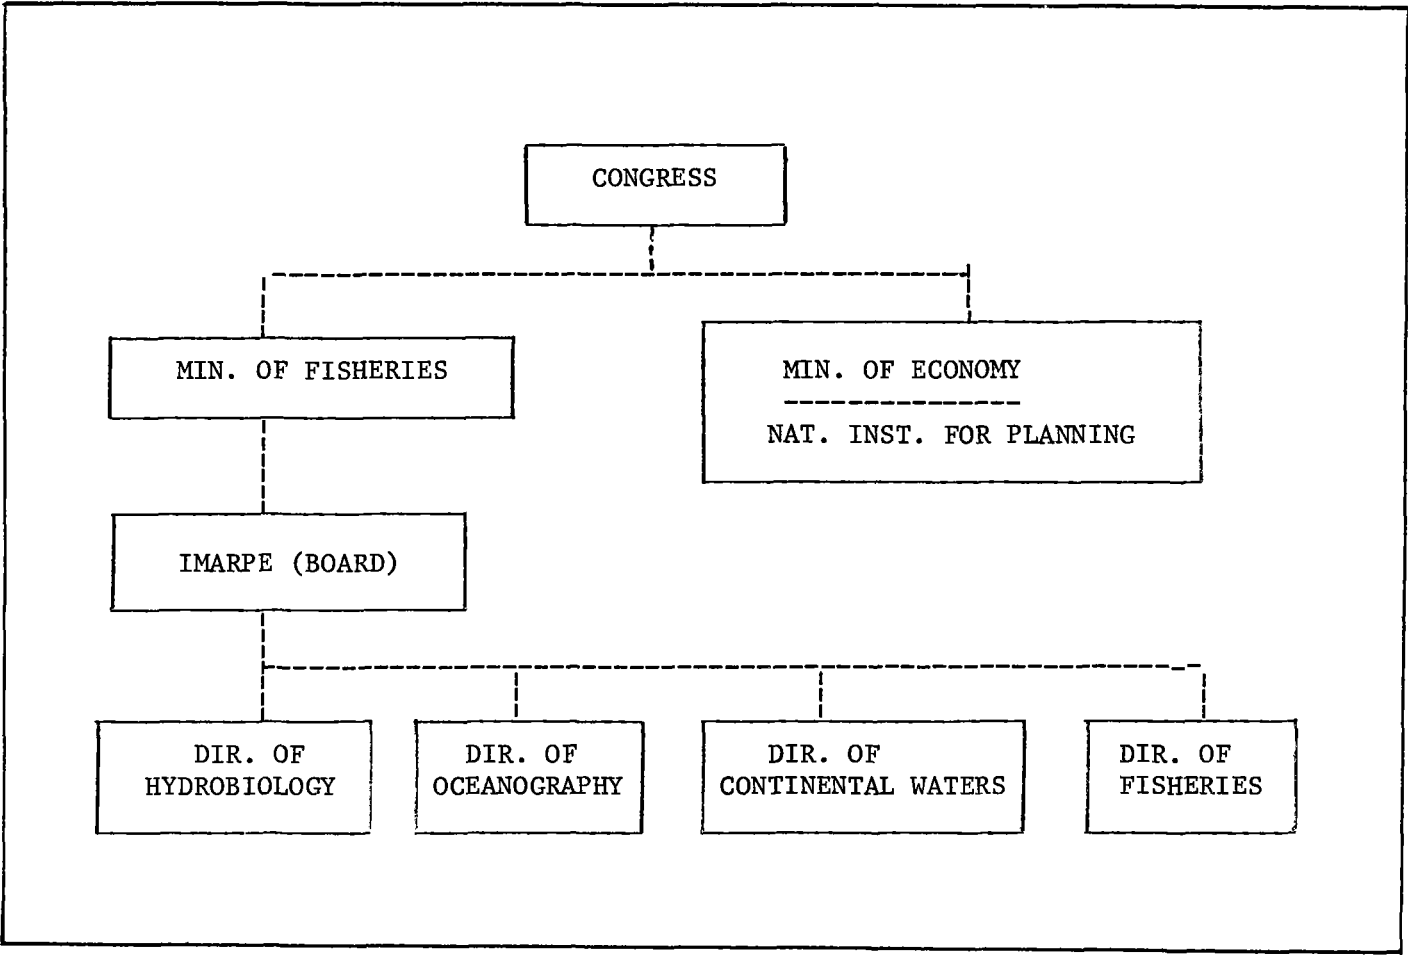 CONGRESS
MIN. OF FISHERIES
MIN. OF ECONOMY
NAT. INST. FOR PLANNING
IMARPE (BOARD)
DIR. OF
HYDROBIOLOGY
DIR. OF
OCEANOGRAPHY
DIR. OF
CONTINENTAL WATERS
DIR. OF
FISHERIES